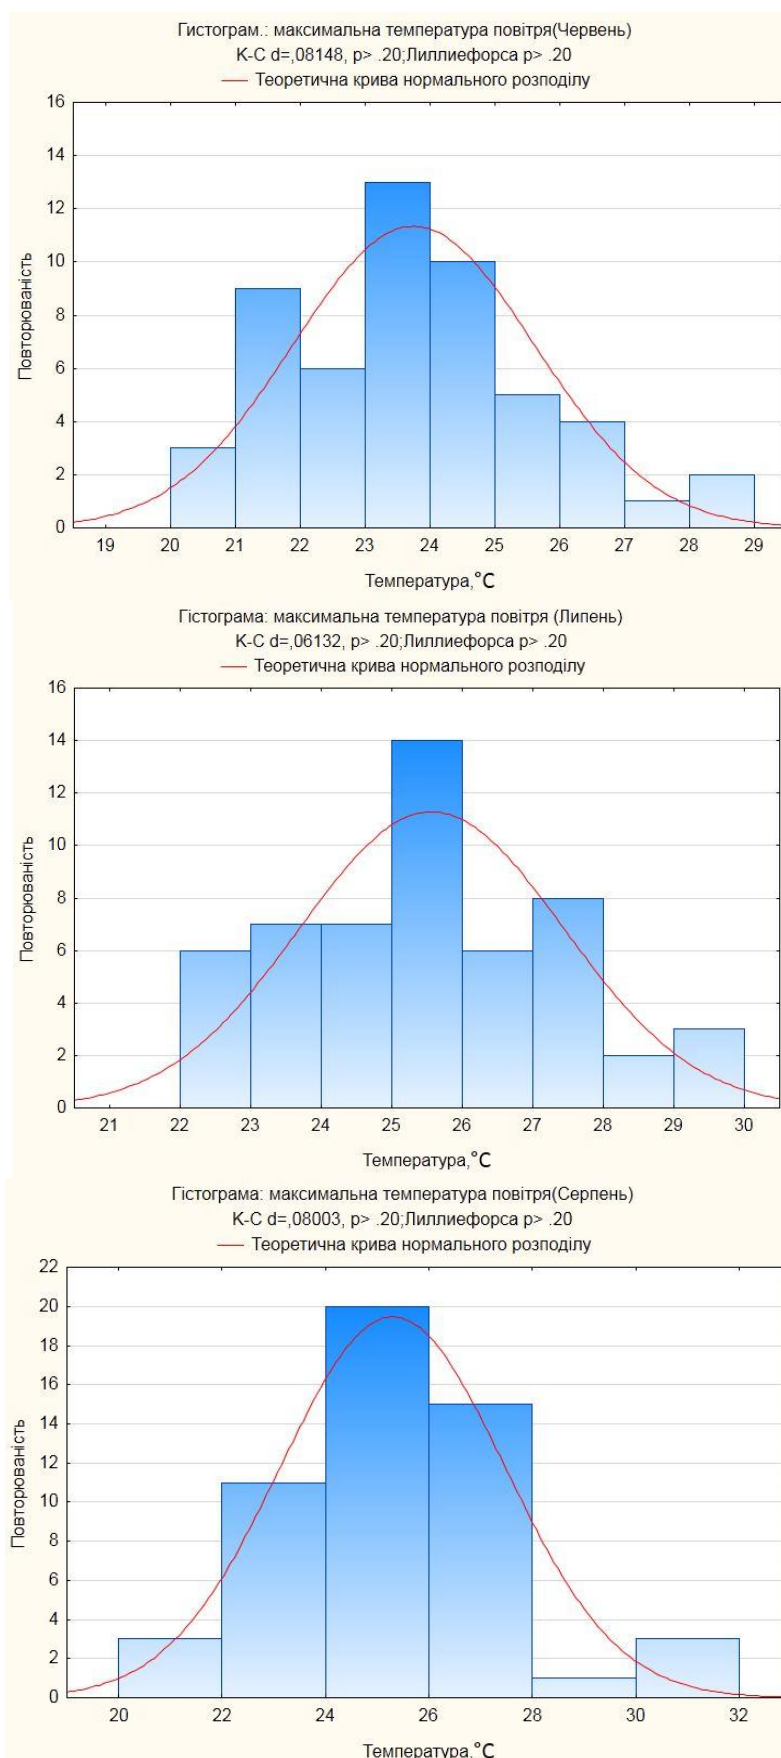 Гистограм.: максимальна температура повітря(Червень)
K-C d=,08148, p> .20;Лиллиефорса p> .20
Теоретична крива нормального розподілу
16
14
12
10
8
6
4
2
0
Повторюваність
19 20 21 22 23 24 25 26 27 28 29
Температура,°C
Гістограма: максимальна температура повітря (Липень)
K-C d=,06132, p> .20;Лиллиефорса p> .20
Теоретична крива нормального розподілу
16
14
12
10
8
6
4
2
0
Повторюваність
21 22 23 24 25 26 27 28 29 30
Температура,°C
Гістограма: максимальна температура повітря(Серпень)
K-C d=,08003, p> .20;Лиллиефорса p> .20
Теоретична крива нормального розподілу
22
20
18
16
14
12
10
8
6
4
2
0
Повторюваність
20 22 24 26 28 30 32
Температура,°C